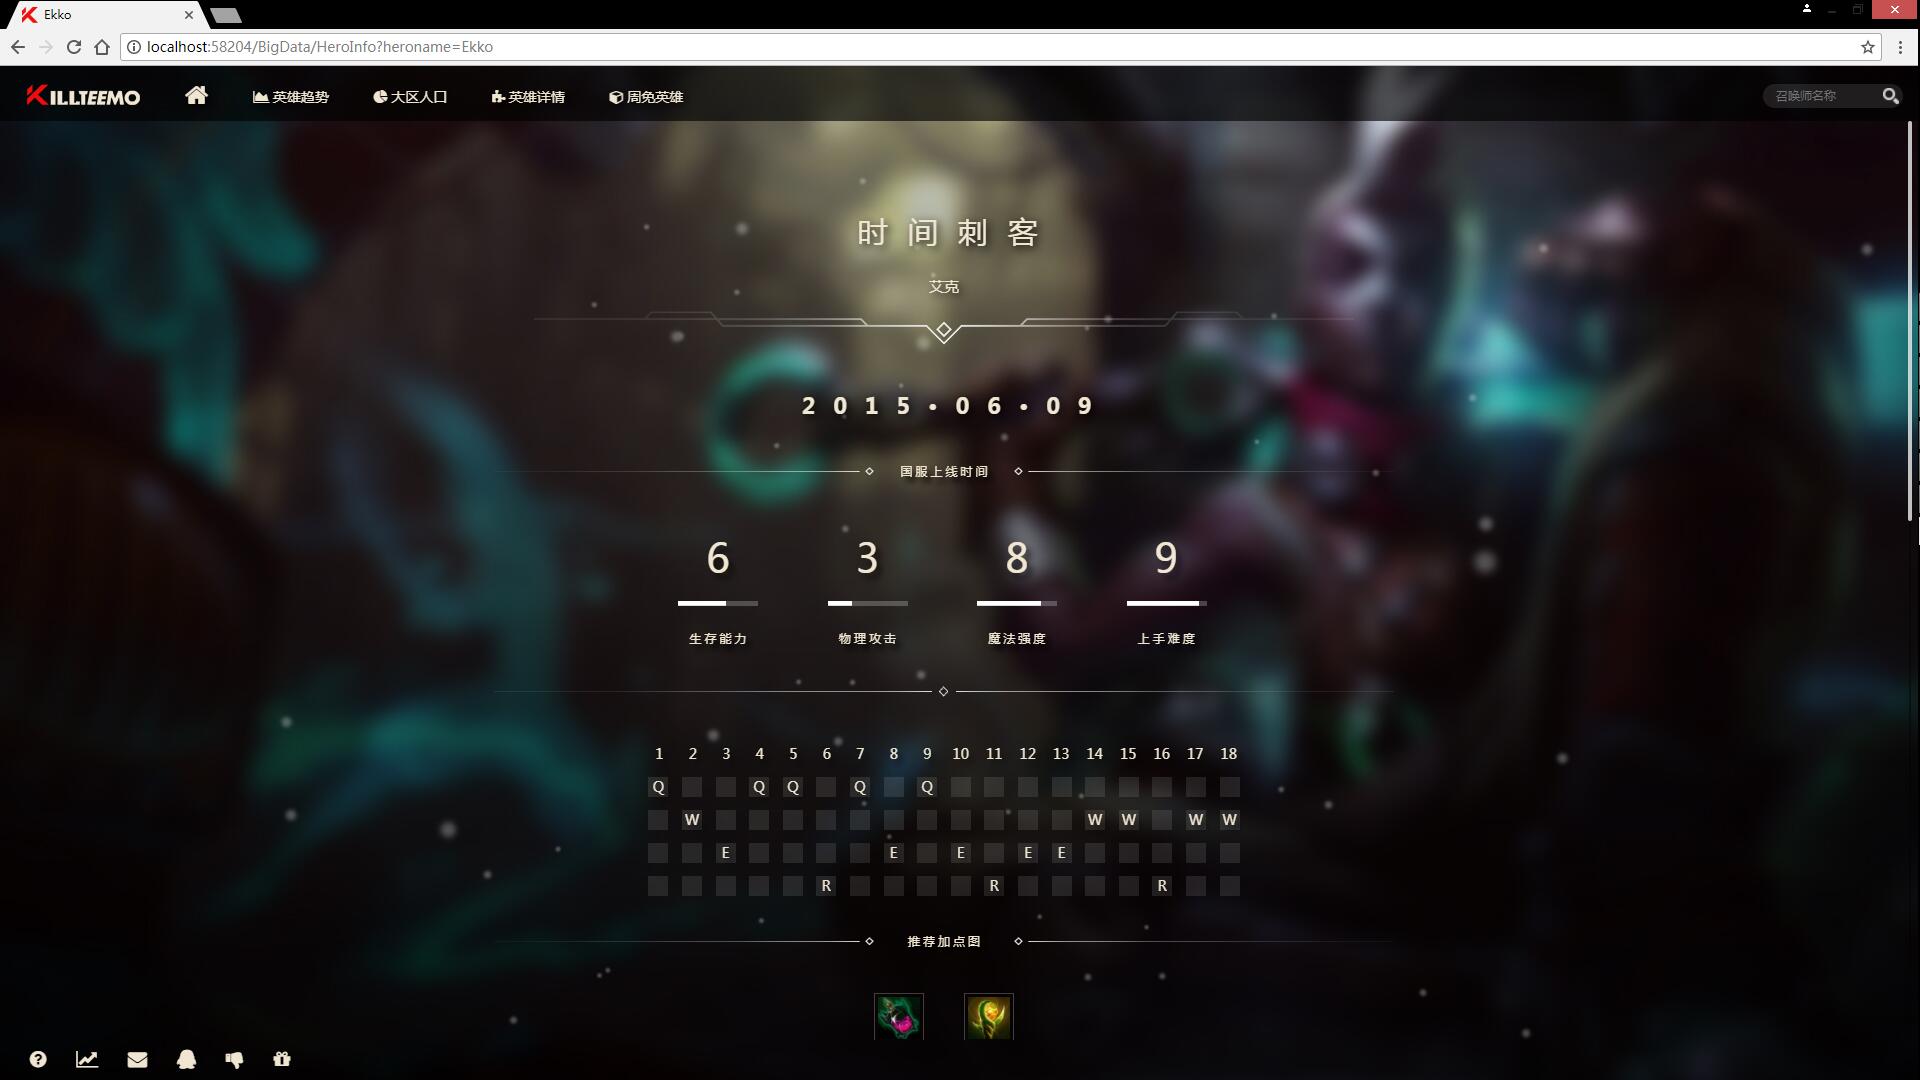 Ekko
localhost:58204/BigData/HeroInfo?heroname=Ekko
KILLTEEMO 英雄趋势 大区人口 英雄详情 周免英雄 召唤师名称
时间刺客
艾克
2015·06·09
国服上线时间
6 3 8 9
生存能力 物理攻击 魔法强度 上手难度
1 2 3 4 5 6 7 8 9 10 11 12 13 14 15 16 17 18
Q Q Q Q Q
W W W W W
E E E E E
R R R
推荐加点图